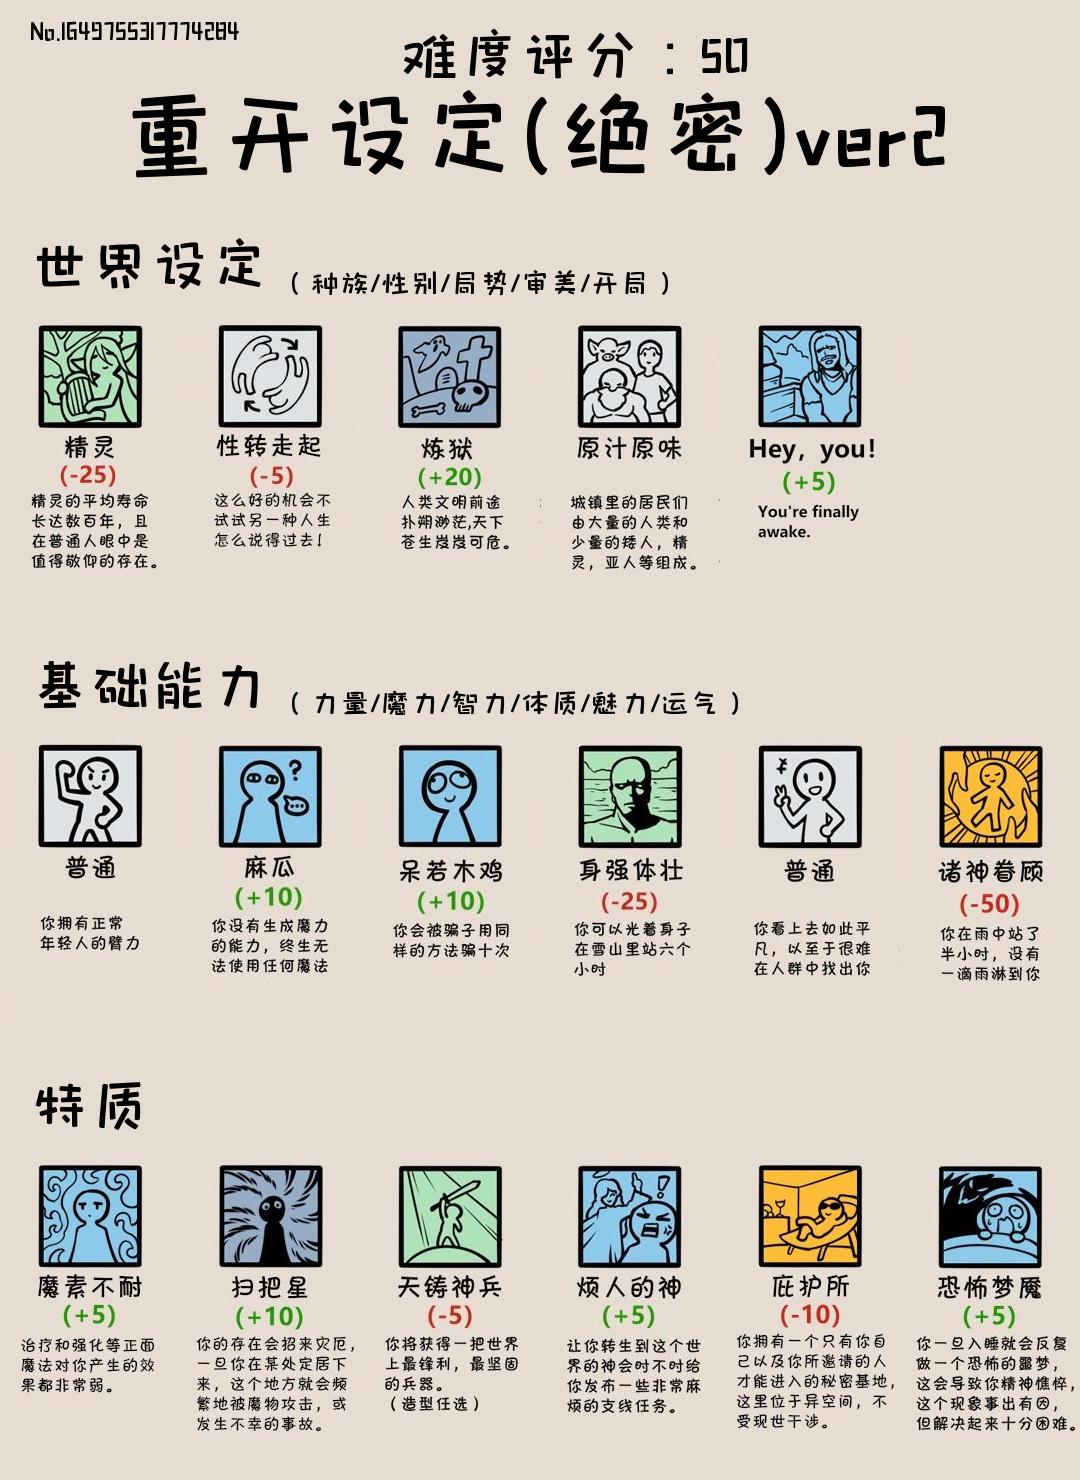 No.1649755317774284
难度评分：50
重开设定(绝密)ver2
世界设定 （种族/性别/局势/审美/开局）
精灵
(-25)
精灵的平均寿命
长达数百年，且
在普通人眼中是
值得敬仰的存在。
性转走起
(-5)
这么好的机会不
试试另一种人生
怎么说得过去！
炼狱
(+20)
人类文明前途
扑朔渺茫,天下
苍生岌岌可危。
原汁原味
城镇里的居民们
由大量的人类和
少量的矮人，精
灵，亚人等组成。
Hey, you!
(+5)
You're finally
awake.
基础能力 （力量/魔力/智力/体质/魅力/运气）
普通
你拥有正常
年轻人的臂力
麻瓜
(+10)
你没有生成魔力
的能力，终生无
法使用任何魔法
呆若木鸡
(+10)
你会被骗子用同
样的方法骗十次
身强体壮
(-25)
你可以光着身子
在雪山里站六个
小时
普通
你看上去如此平
凡，以至于很难
在人群中找出你
诸神眷顾
(-50)
你在雨中站了
半小时，没有
一滴雨淋到你
特质
魔素不耐
(+5)
治疗和强化等正面
魔法对你产生的效
果都非常弱。
扫把星
(+10)
你的存在会招来灾厄，
一旦你在某处定居下
来，这个地方就会频
繁地被魔物攻击，或
发生不幸的事故。
天铸神兵
(-5)
你将获得一把世界
上最锋利，最坚固
的兵器。
（造型任选）
烦人的神
(+5)
让你转生到这个世
界的神会时不时给
你发布一些非常麻
烦的支线任务。
庇护所
(-10)
你拥有一个只有你自
己以及你所邀请的人
才能进入的秘密基地，
这里位于异空间，不
受现世干涉。
恐怖梦魇
(+5)
你一旦入睡就会反复
做一个恐怖的噩梦，
这会导致你精神憔悴，
这个现象事出有因，
但解决起来十分困难。